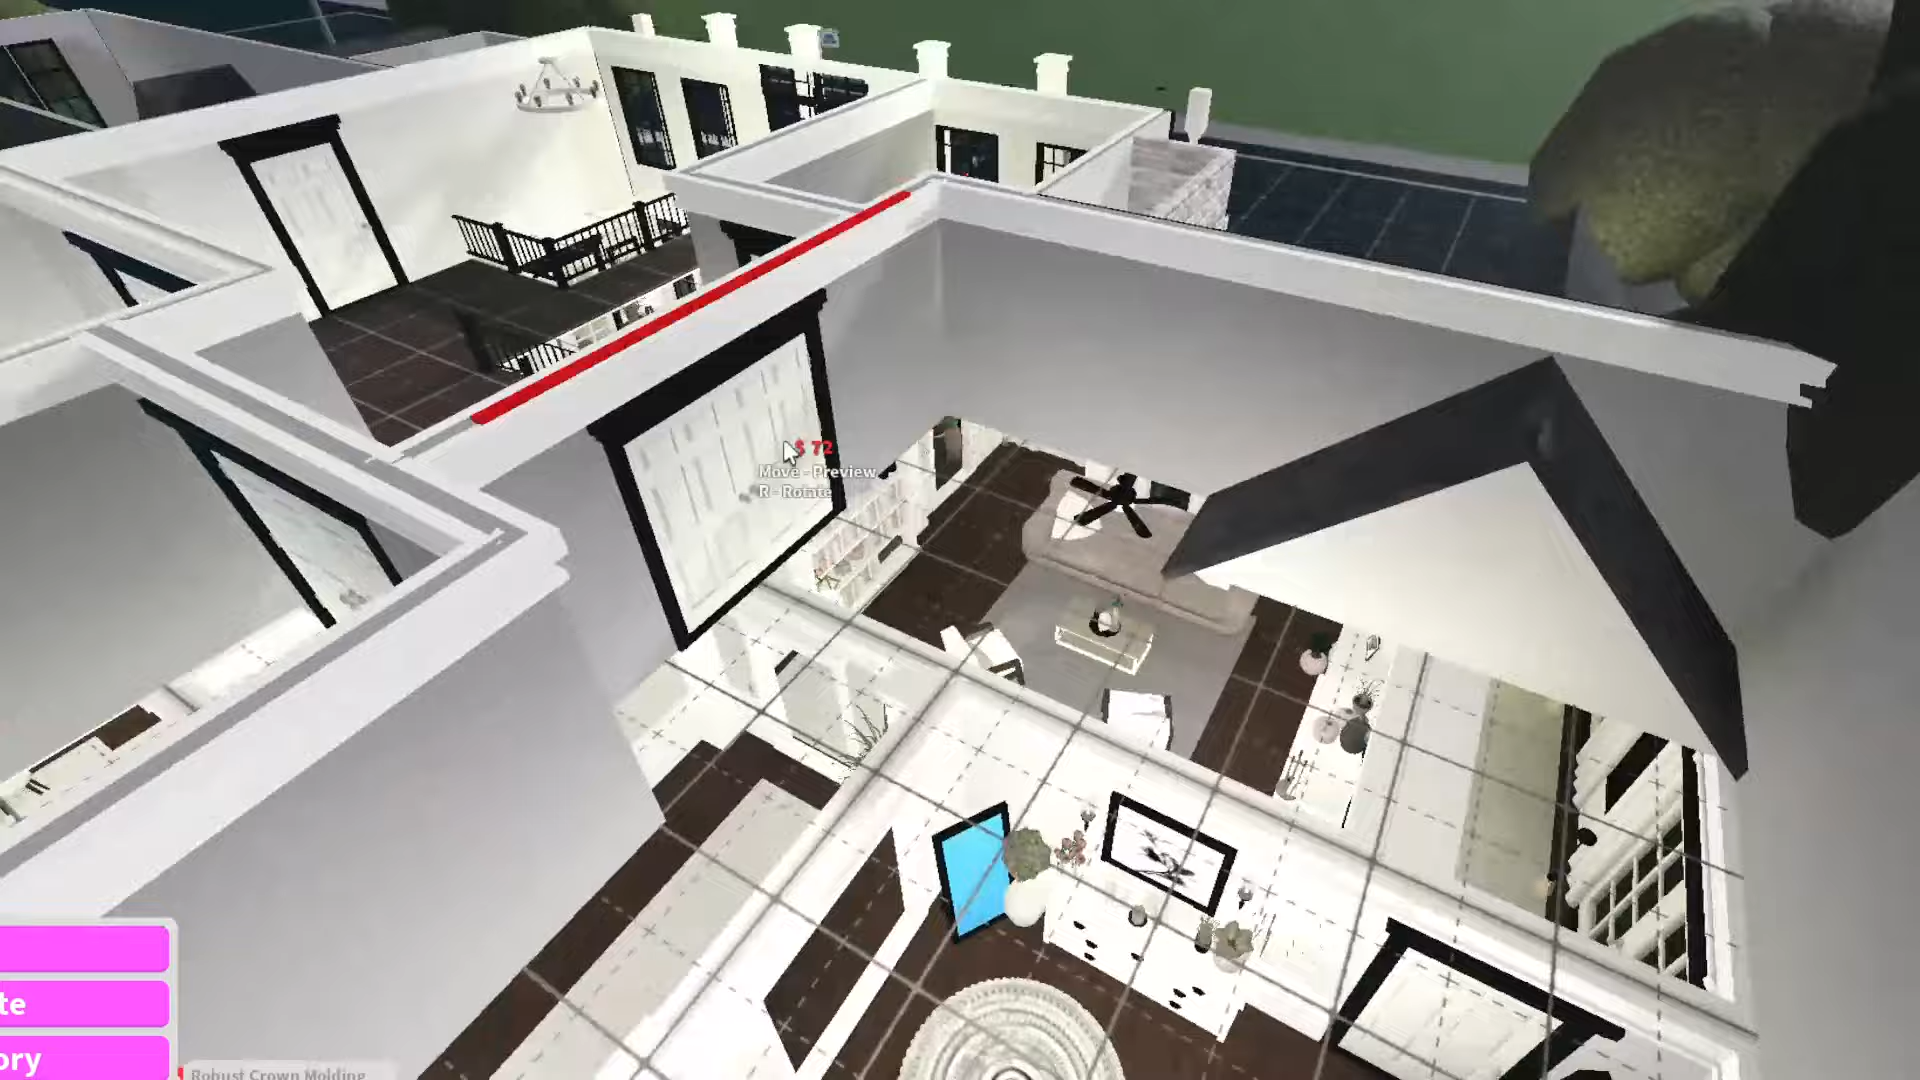 $ 72
Move - Preview
R - Rotate
te
ory
Robust Crown Molding